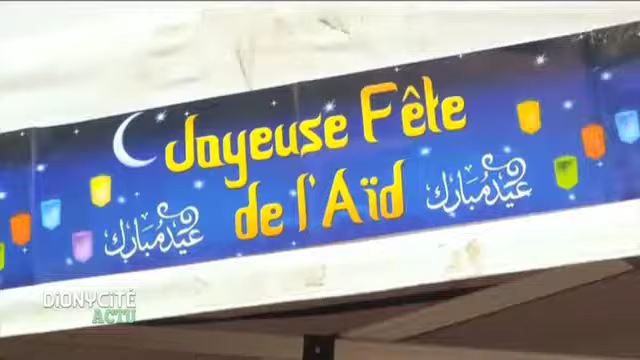 Joyeuse Fête
de l'Aïd
عيد مبارك
عيد مبارك
DiONYCiTÉ
ACTU